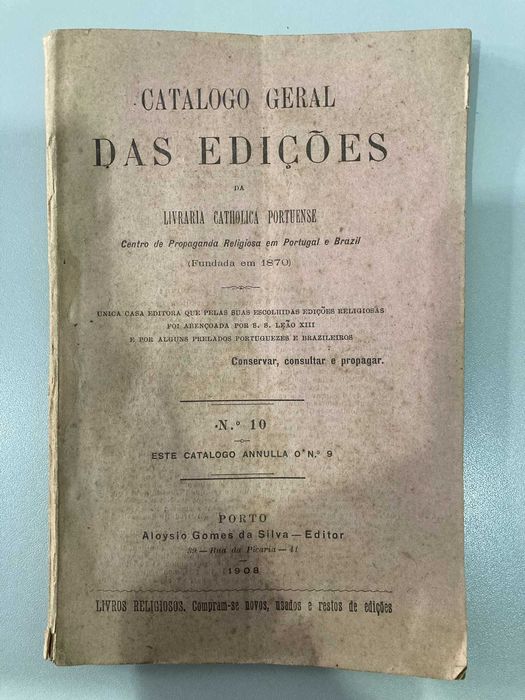 CATALOGO GERAL
DAS EDIÇÕES
DA
LIVRARIA CATHOLICA PORTUENSE
Centro de Propaganda Religiosa em Portugal e Brazil
(Fundada em 1870)
UNICA CASA EDITORA QUE PELAS SUAS ESCOLHIDAS EDIÇÕES RELIGIOSAS
FOI ABENÇOADA POR S. S. LEÃO XIII
E POR ALGUNS PRELADOS PORTUGUEZES E BRAZILEIROS
Conservar, consultar e propagar.
N.º 10
ESTE CATALOGO ANNULLA O N.º 9
PORTO
Aloysio Gomes da Silva — Editor
39 — Rua da Picaria — 41
1908
LIVROS RELIGIOSOS. Compram-se novos, usados e restos de edições